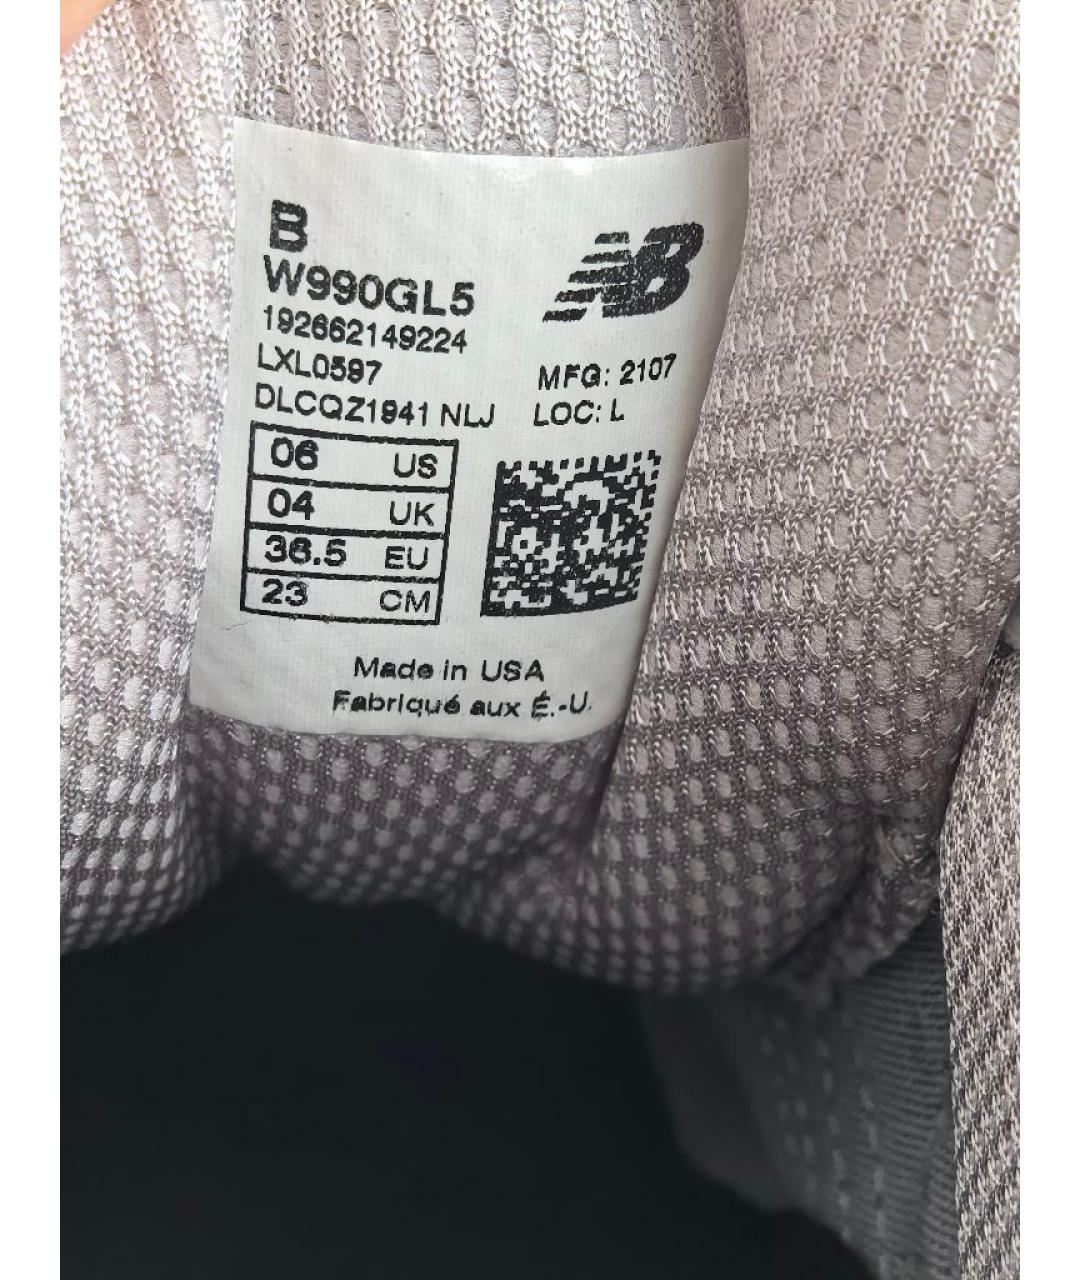 B
W990GL5
NB
192662149224
LXL0597
MFG: 2107
DLCQZ1941 NLJ
LOC: L
06 US
04 UK
36.5 EU
23 CM
Made in USA
Fabriqué aux É.-U.